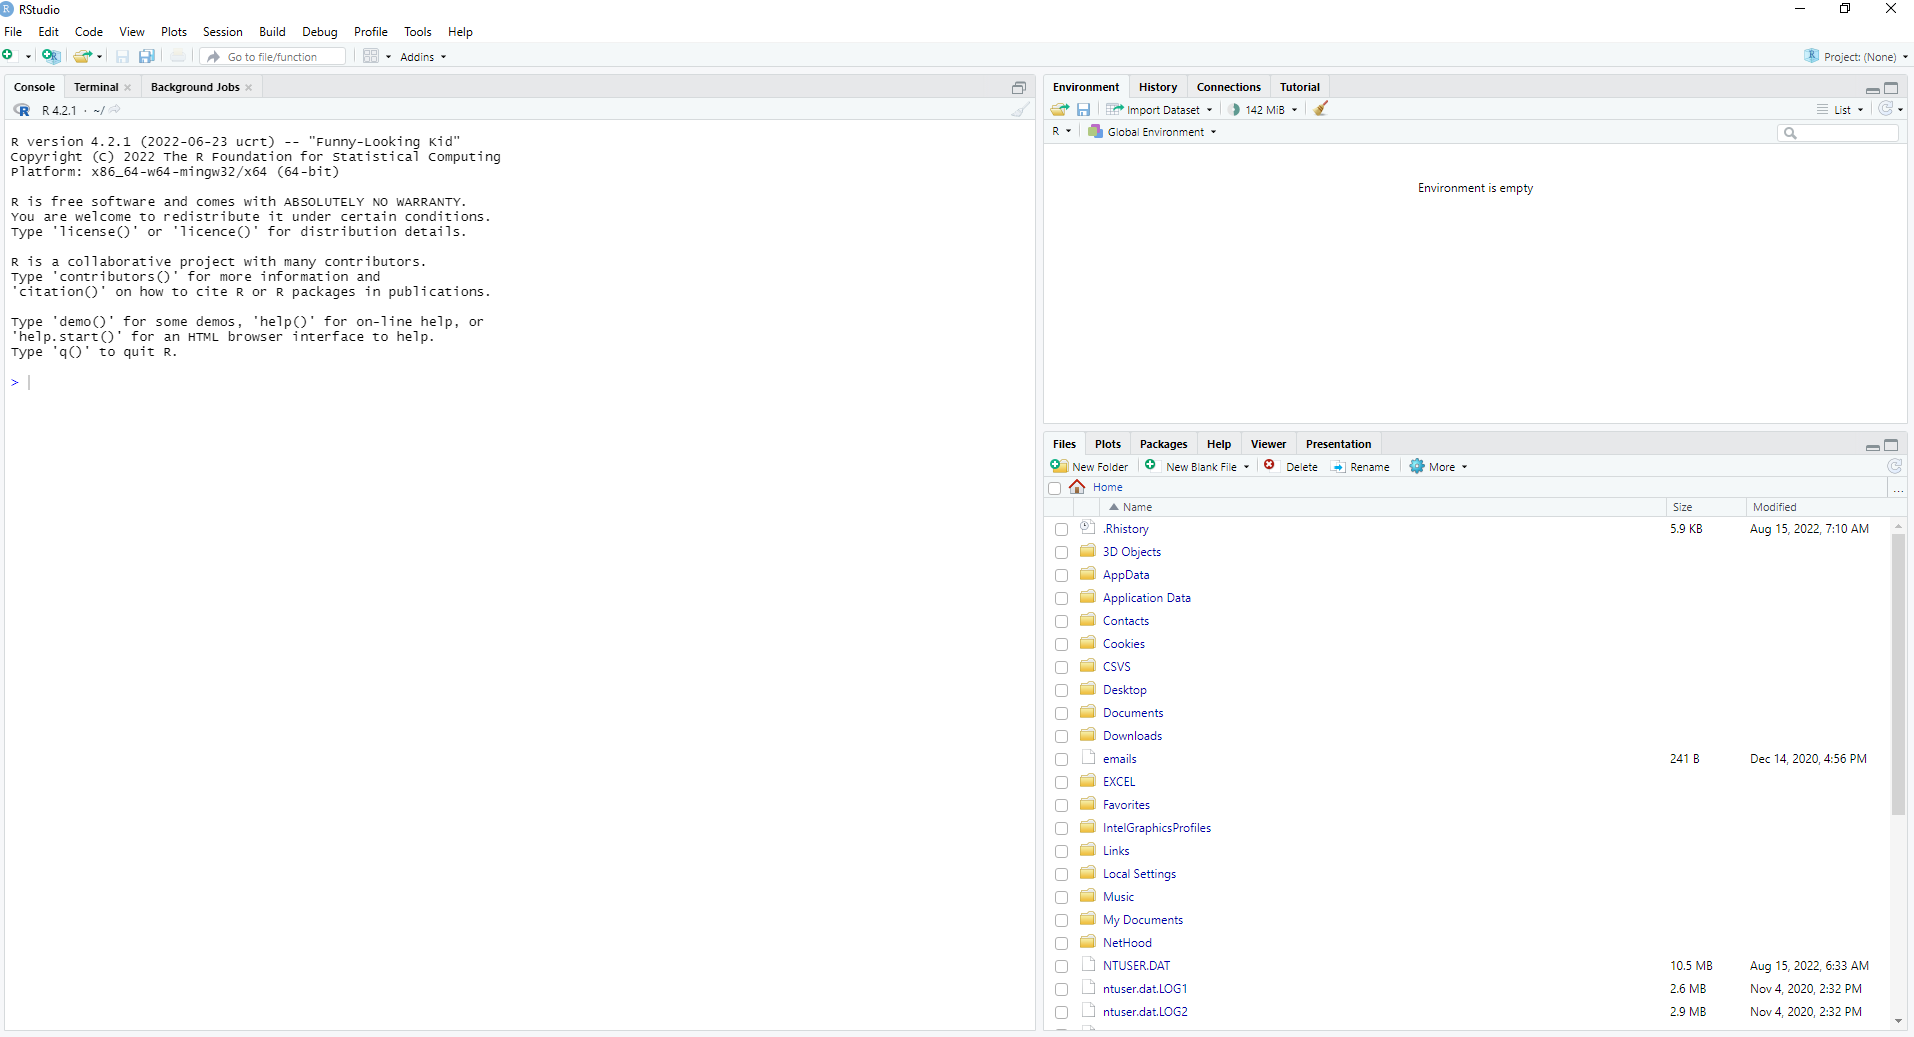 RStudio
File Edit Code View Plots Session Build Debug Profile Tools Help
Go to file/function Addins Project: (None)
Console Terminal Background Jobs
R 4.2.1 · ~/
R version 4.2.1 (2022-06-23 ucrt) -- "Funny-Looking Kid"
Copyright (C) 2022 The R Foundation for Statistical Computing
Platform: x86_64-w64-mingw32/x64 (64-bit)
R is free software and comes with ABSOLUTELY NO WARRANTY.
You are welcome to redistribute it under certain conditions.
Type 'license()' or 'licence()' for distribution details.
R is a collaborative project with many contributors.
Type 'contributors()' for more information and
'citation()' on how to cite R or R packages in publications.
Type 'demo()' for some demos, 'help()' for on-line help, or
'help.start()' for an HTML browser interface to help.
Type 'q()' to quit R.
>
Environment History Connections Tutorial
Import Dataset 142 MiB List
R Global Environment
Environment is empty
Files Plots Packages Help Viewer Presentation
New Folder New Blank File Delete Rename More
Home ...
Name Size Modified
.Rhistory 5.9 KB Aug 15, 2022, 7:10 AM
3D Objects
AppData
Application Data
Contacts
Cookies
CSVS
Desktop
Documents
Downloads
emails 241 B Dec 14, 2020, 4:56 PM
EXCEL
Favorites
IntelGraphicsProfiles
Links
Local Settings
Music
My Documents
NetHood
NTUSER.DAT 10.5 MB Aug 15, 2022, 6:33 AM
ntuser.dat.LOG1 2.6 MB Nov 4, 2020, 2:32 PM
ntuser.dat.LOG2 2.9 MB Nov 4, 2020, 2:32 PM